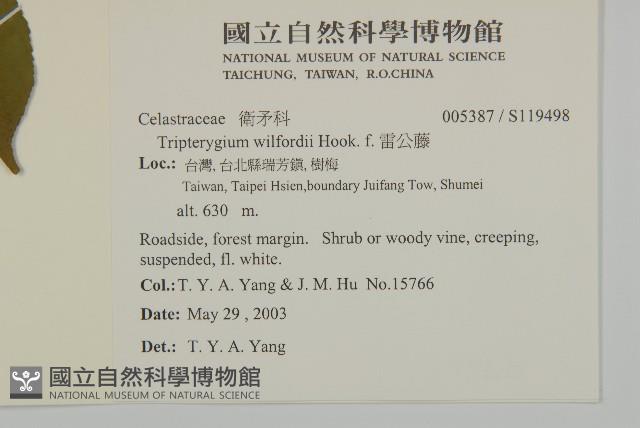 國立自然科學博物館
NATIONAL MUSEUM OF NATURAL SCIENCE
TAICHUNG, TAIWAN, R.O.CHINA
Celastraceae 衛矛科 005387 / S119498
Tripterygium wilfordii Hook. f. 雷公藤
Loc.: 台灣, 台北縣瑞芳鎮, 樹梅
Taiwan, Taipei Hsien,boundary Juifang Tow, Shumei
alt. 630 m.
Roadside, forest margin. Shrub or woody vine, creeping,
suspended, fl. white.
Col.: T. Y. A. Yang & J. M. Hu No.15766
Date: May 29 , 2003
Det.: T. Y. A. Yang
國立自然科學博物館
NATIONAL MUSEUM OF NATURAL SCIENCE